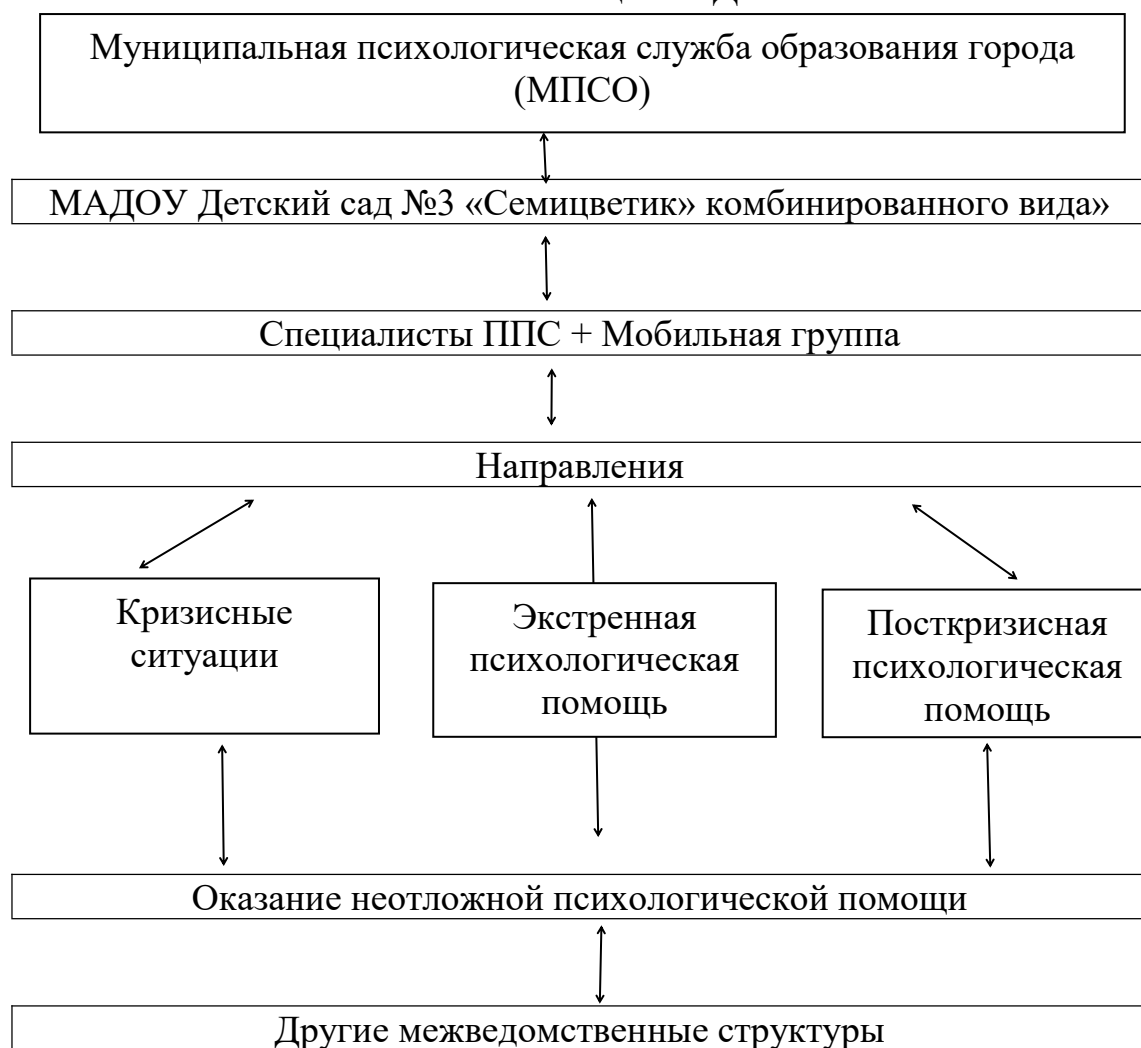 Муниципальная психологическая служба образования города
(МПСО)
МАДОУ Детский сад №3 «Семицветик» комбинированного вида»
Специалисты ППС + Мобильная группа
Направления
Кризисные
ситуации
Экстренная
психологическая
помощь
Посткризисная
психологическая
помощь
Оказание неотложной психологической помощи
Другие межведомственные структуры